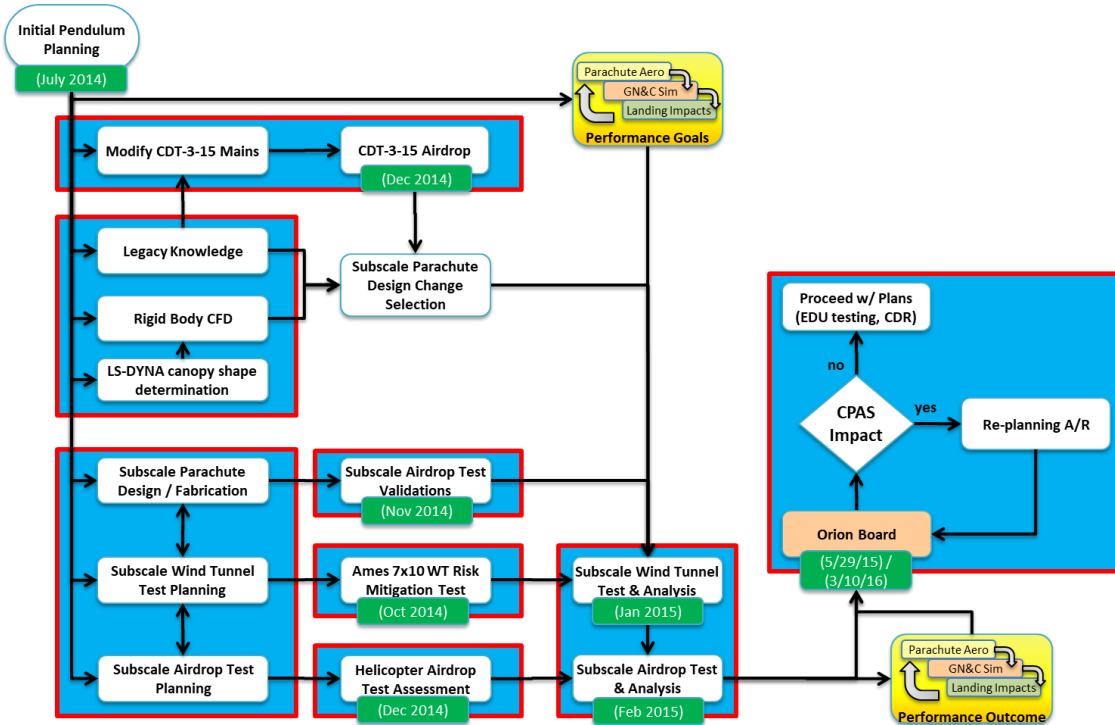 Initial Pendulum
Planning
(July 2014)
Parachute Aero
GN&C Sim
Landing Impacts
Performance Goals
Modify CDT-3-15 Mains
CDT-3-15 Airdrop
(Dec 2014)
Legacy Knowledge
Rigid Body CFD
LS-DYNA canopy shape
determination
Subscale Parachute
Design Change
Selection
Proceed w/ Plans
(EDU testing, CDR)
no
CPAS
Impact
yes
Re-planning A/R
Orion Board
(5/29/15) /
(3/10/16)
Subscale Parachute
Design / Fabrication
Subscale Airdrop Test
Validations
(Nov 2014)
Subscale Wind Tunnel
Test Planning
Ames 7x10 WT Risk
Mitigation Test
(Oct 2014)
Subscale Wind Tunnel
Test & Analysis
(Jan 2015)
Subscale Airdrop Test
Planning
Helicopter Airdrop
Test Assessment
(Dec 2014)
Subscale Airdrop Test
& Analysis
(Feb 2015)
Parachute Aero
GN&C Sim
Landing Impacts
Performance Outcome